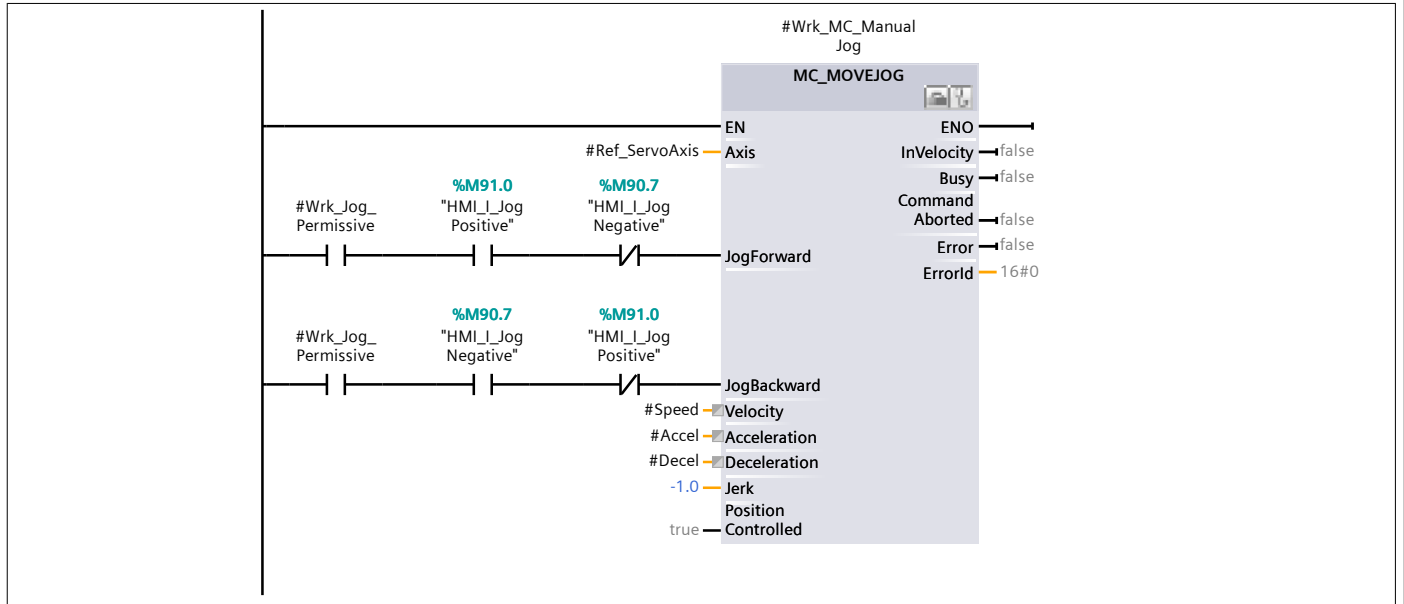 #Wrk_MC_Manual
Jog
MC_MOVEJOG
EN
ENO
#Ref_ServoAxis
Axis
InVelocity
false
Busy
false
Command
Aborted
false
Error
false
ErrorId
16#0
#Wrk_Jog_
Permissive
%M91.0
"HMI_I_Jog
Positive"
%M90.7
"HMI_I_Jog
Negative"
JogForward
#Wrk_Jog_
Permissive
%M90.7
"HMI_I_Jog
Negative"
%M91.0
"HMI_I_Jog
Positive"
JogBackward
#Speed
Velocity
#Accel
Acceleration
#Decel
Deceleration
-1.0
Jerk
Position
true
Controlled